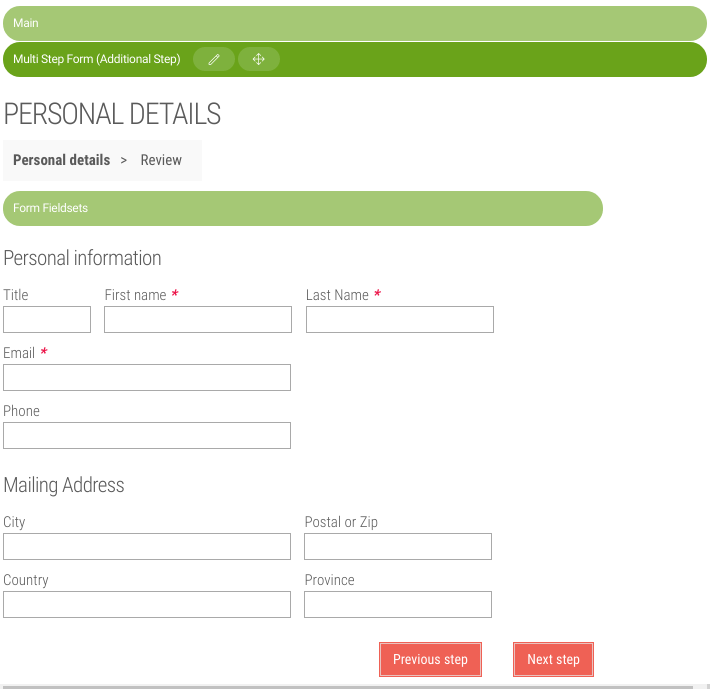 Main
Multi Step Form (Additional Step)
PERSONAL DETAILS
Personal details > Review
Form Fieldsets
Personal information
Title First name * Last Name *
Email *
Phone
Mailing Address
City Postal or Zip
Country Province
Previous step Next step